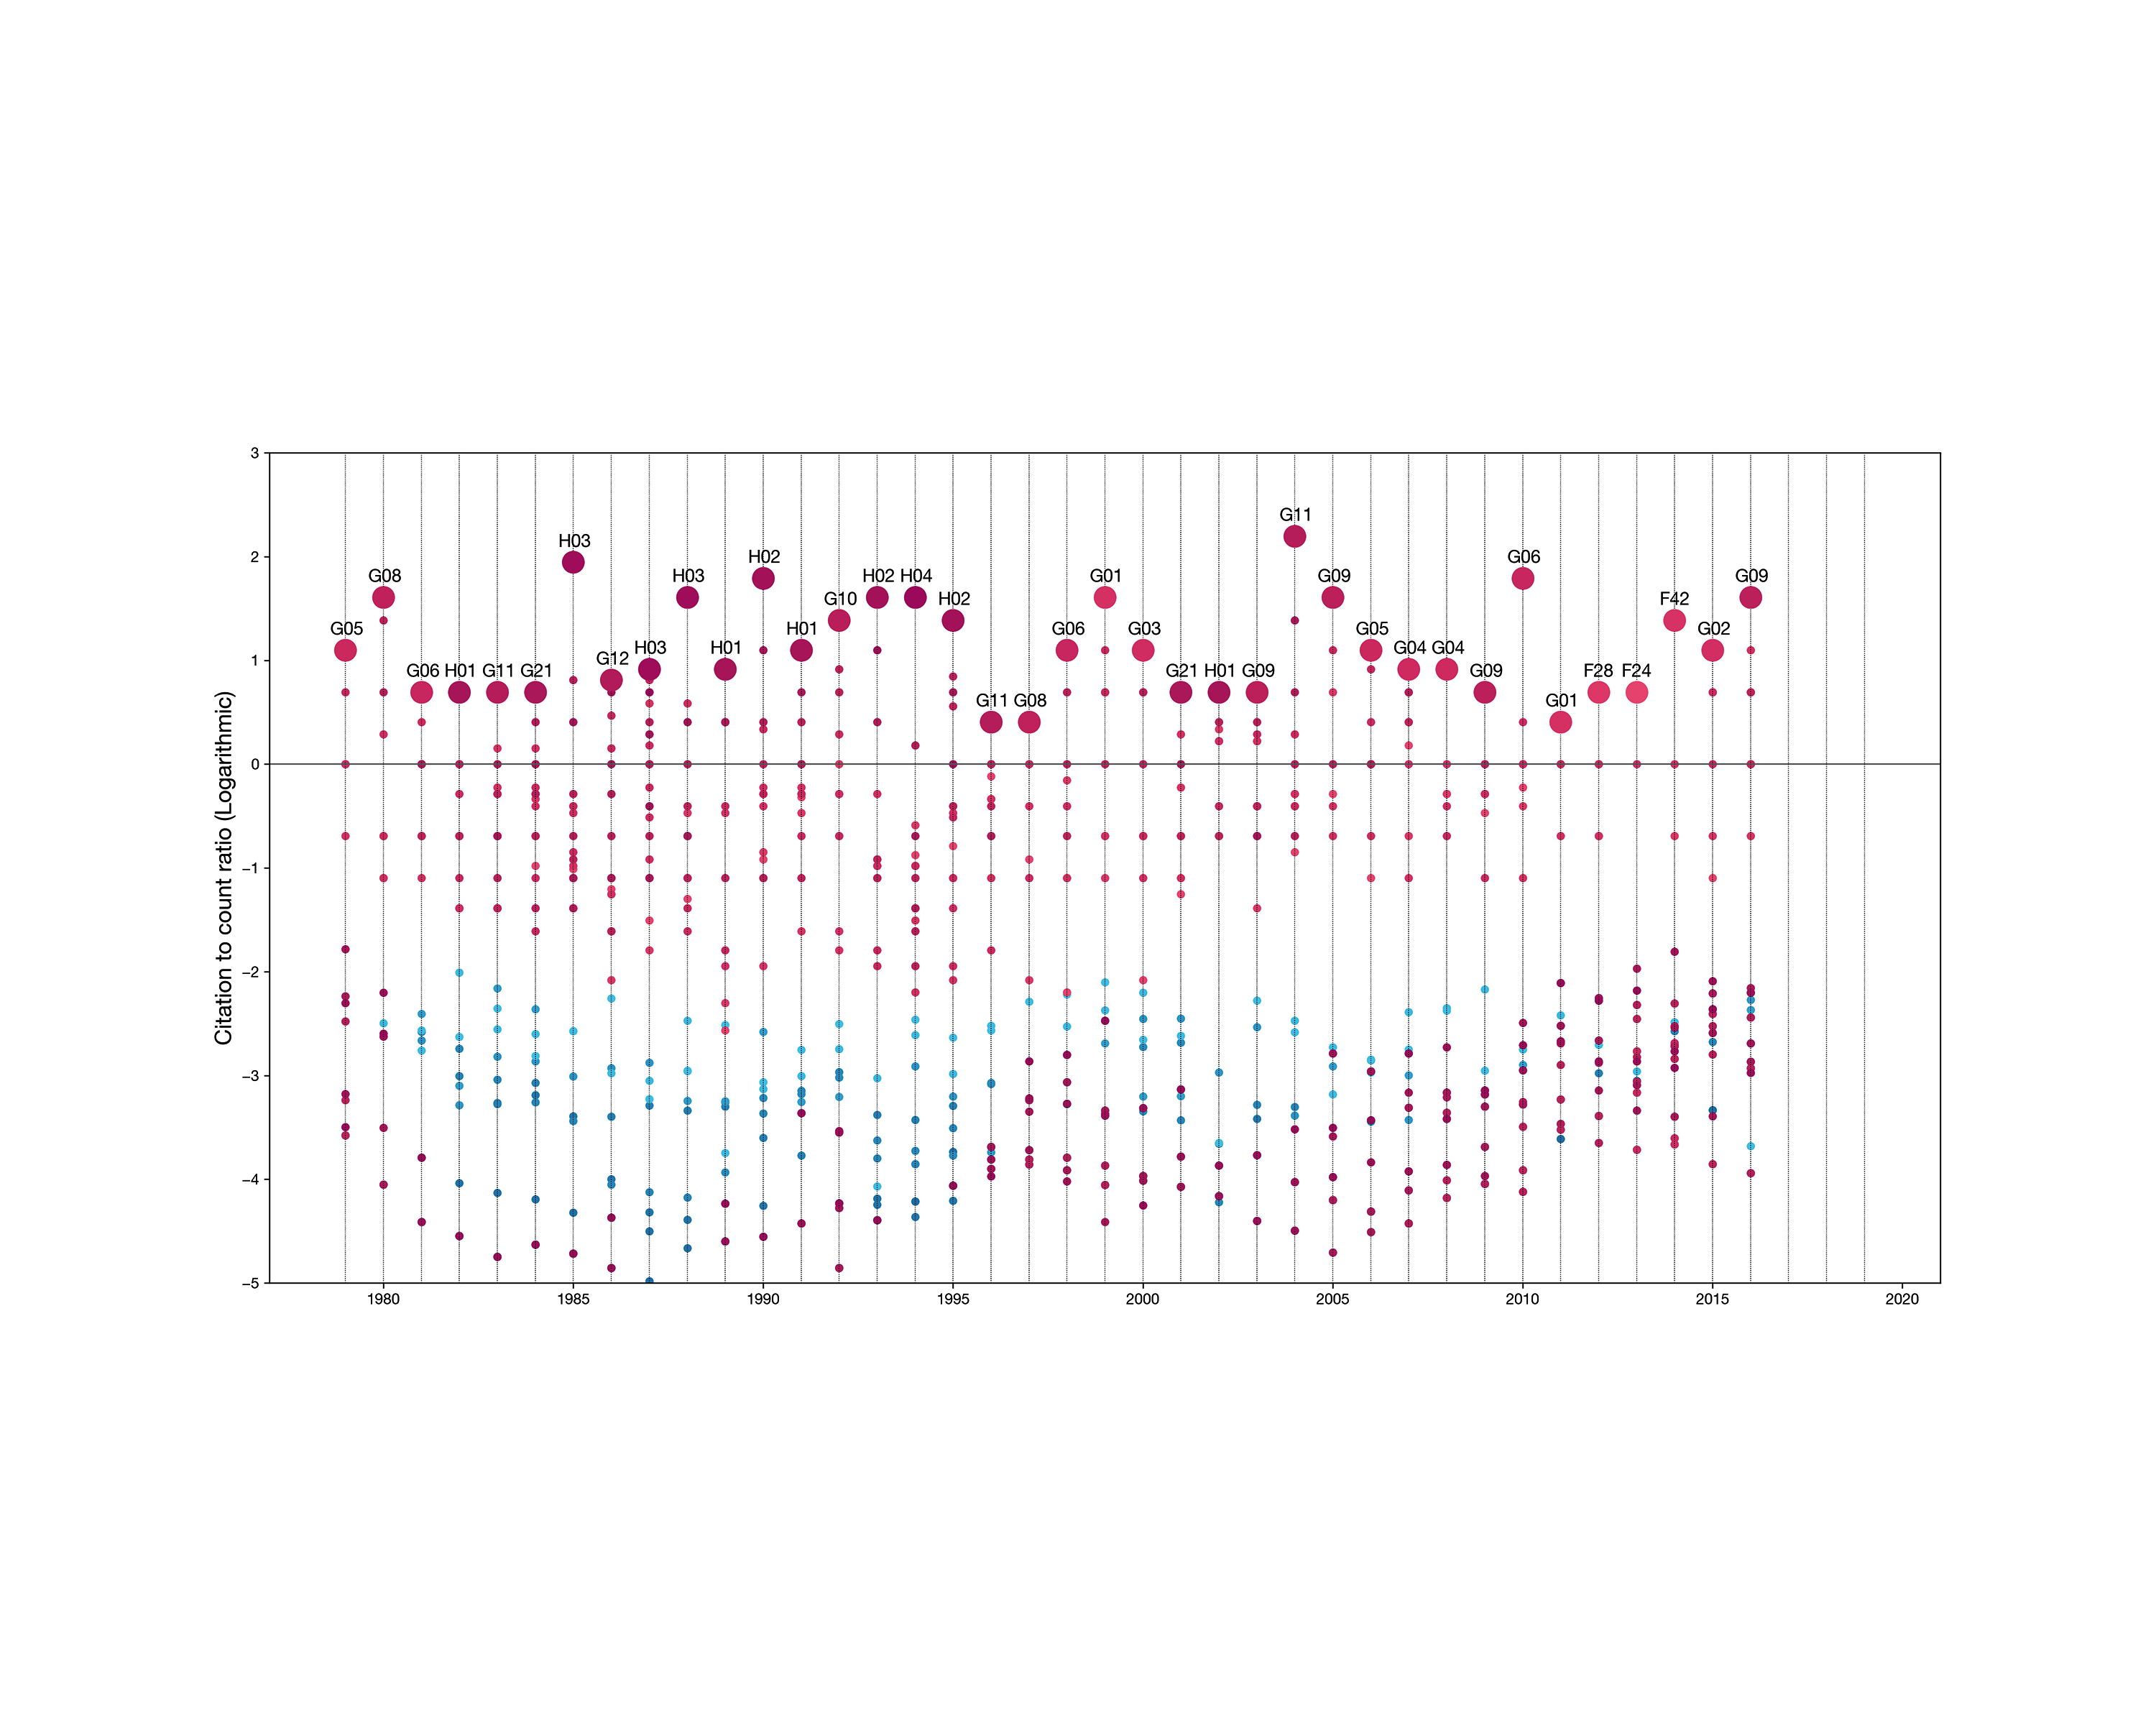 3
G11
H03
2
H02
G06
G08
H03
H02
H04
G01
G09
G09
G10
H02
F42
G05
H01
G06
G03
G05
G02
1
G12
H03
H01
G04
G04
G06
H01
G11
G21
G21
H01
G09
G09
F28
F24
G11
G08
G01
0
−1
−2
−3
−4
−5
Citation to count ratio (Logarithmic)
1980
1985
1990
1995
2000
2005
2010
2015
2020